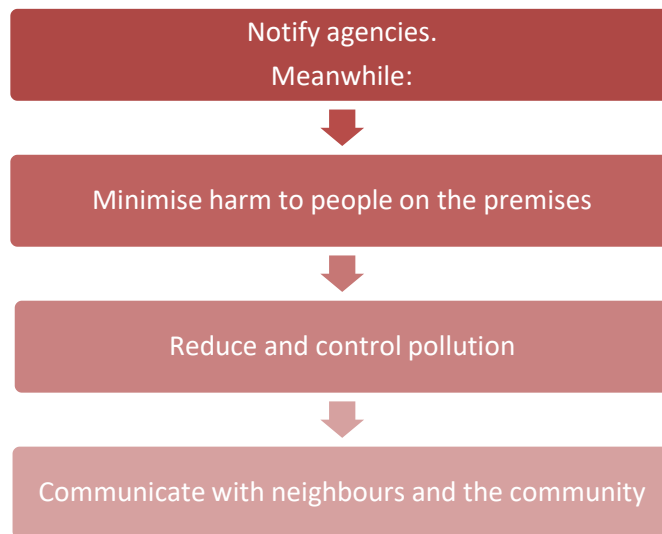 Notify agencies.
Meanwhile:
Minimise harm to people on the premises
Reduce and control pollution
Communicate with neighbours and the community